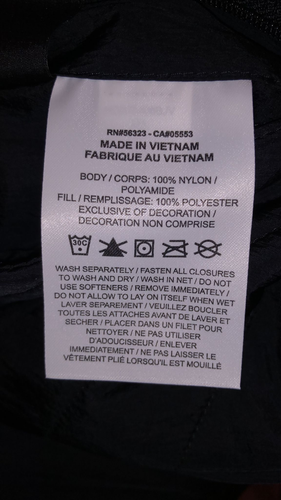 RN#56323 - CA#05553
MADE IN VIETNAM
FABRIQUE AU VIETNAM
BODY / CORPS: 100% NYLON /
POLYAMIDE
FILL / REMPLISSAGE: 100% POLYESTER
EXCLUSIVE OF DECORATION /
DECORATION NON COMPRISE
30C
WASH SEPARATELY / FASTEN ALL CLOSURES
TO WASH AND DRY / WASH IN NET / DO NOT
USE SOFTENERS / REMOVE IMMEDIATELY /
DO NOT ALLOW TO LAY ON ITSELF WHEN WET
LAVER SEPAREMENT / VEUILLEZ BOUCLER
TOUTES LES ATTACHES AVANT DE LAVER ET
SECHER / PLACER DANS UN FILET POUR
NETTOYER / NE PAS UTILISER
D'ADOUCISSEUR / ENLEVER
IMMEDIATEMENT / NE PAS LAISSER LE
VÊTEMENT PLIÉ LORSQU'IL EST MOUILLÉ